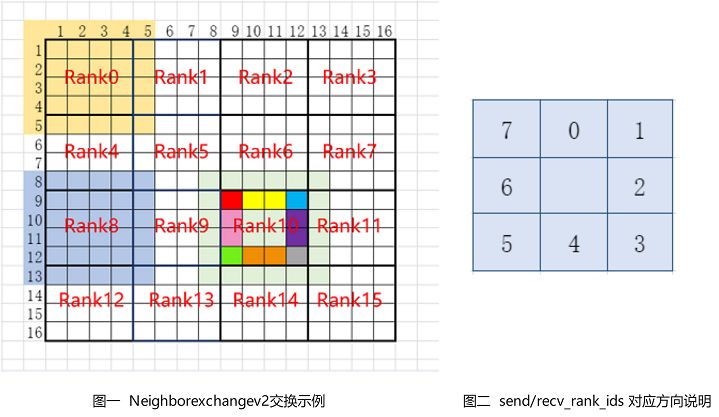 1 2 3 4 5 6 7 8 9 10 11 12 13 14 15 16
1
2
Rank0 Rank1 Rank2 Rank3
3
4
5
6
Rank4 Rank5 Rank6 Rank7
7
8
9
10
Rank8 Rank9 Rank10 Rank11
11
12
13
14
Rank12 Rank13 Rank14 Rank15
15
16
7 0 1
6 2
5 4 3
图一 Neighborexchangev2交换示例
图二 send/recv_rank_ids 对应方向说明